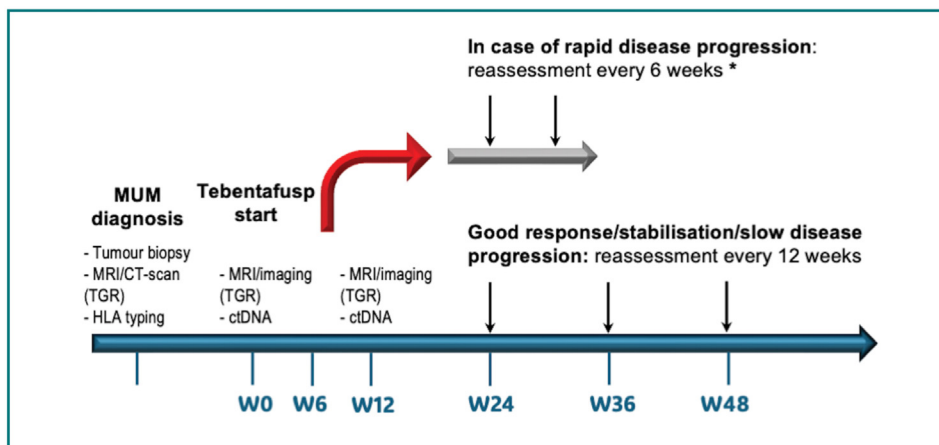 In case of rapid disease progression:
reassessment every 6 weeks *
MUM
diagnosis
- Tumour biopsy
- MRI/CT-scan
(TGR)
- HLA typing
Tebentafusp
start
- MRI/imaging
(TGR)
- ctDNA
- MRI/imaging
(TGR)
- ctDNA
Good response/stabilisation/slow disease
progression: reassessment every 12 weeks
W0 W6 W12 W24 W36 W48